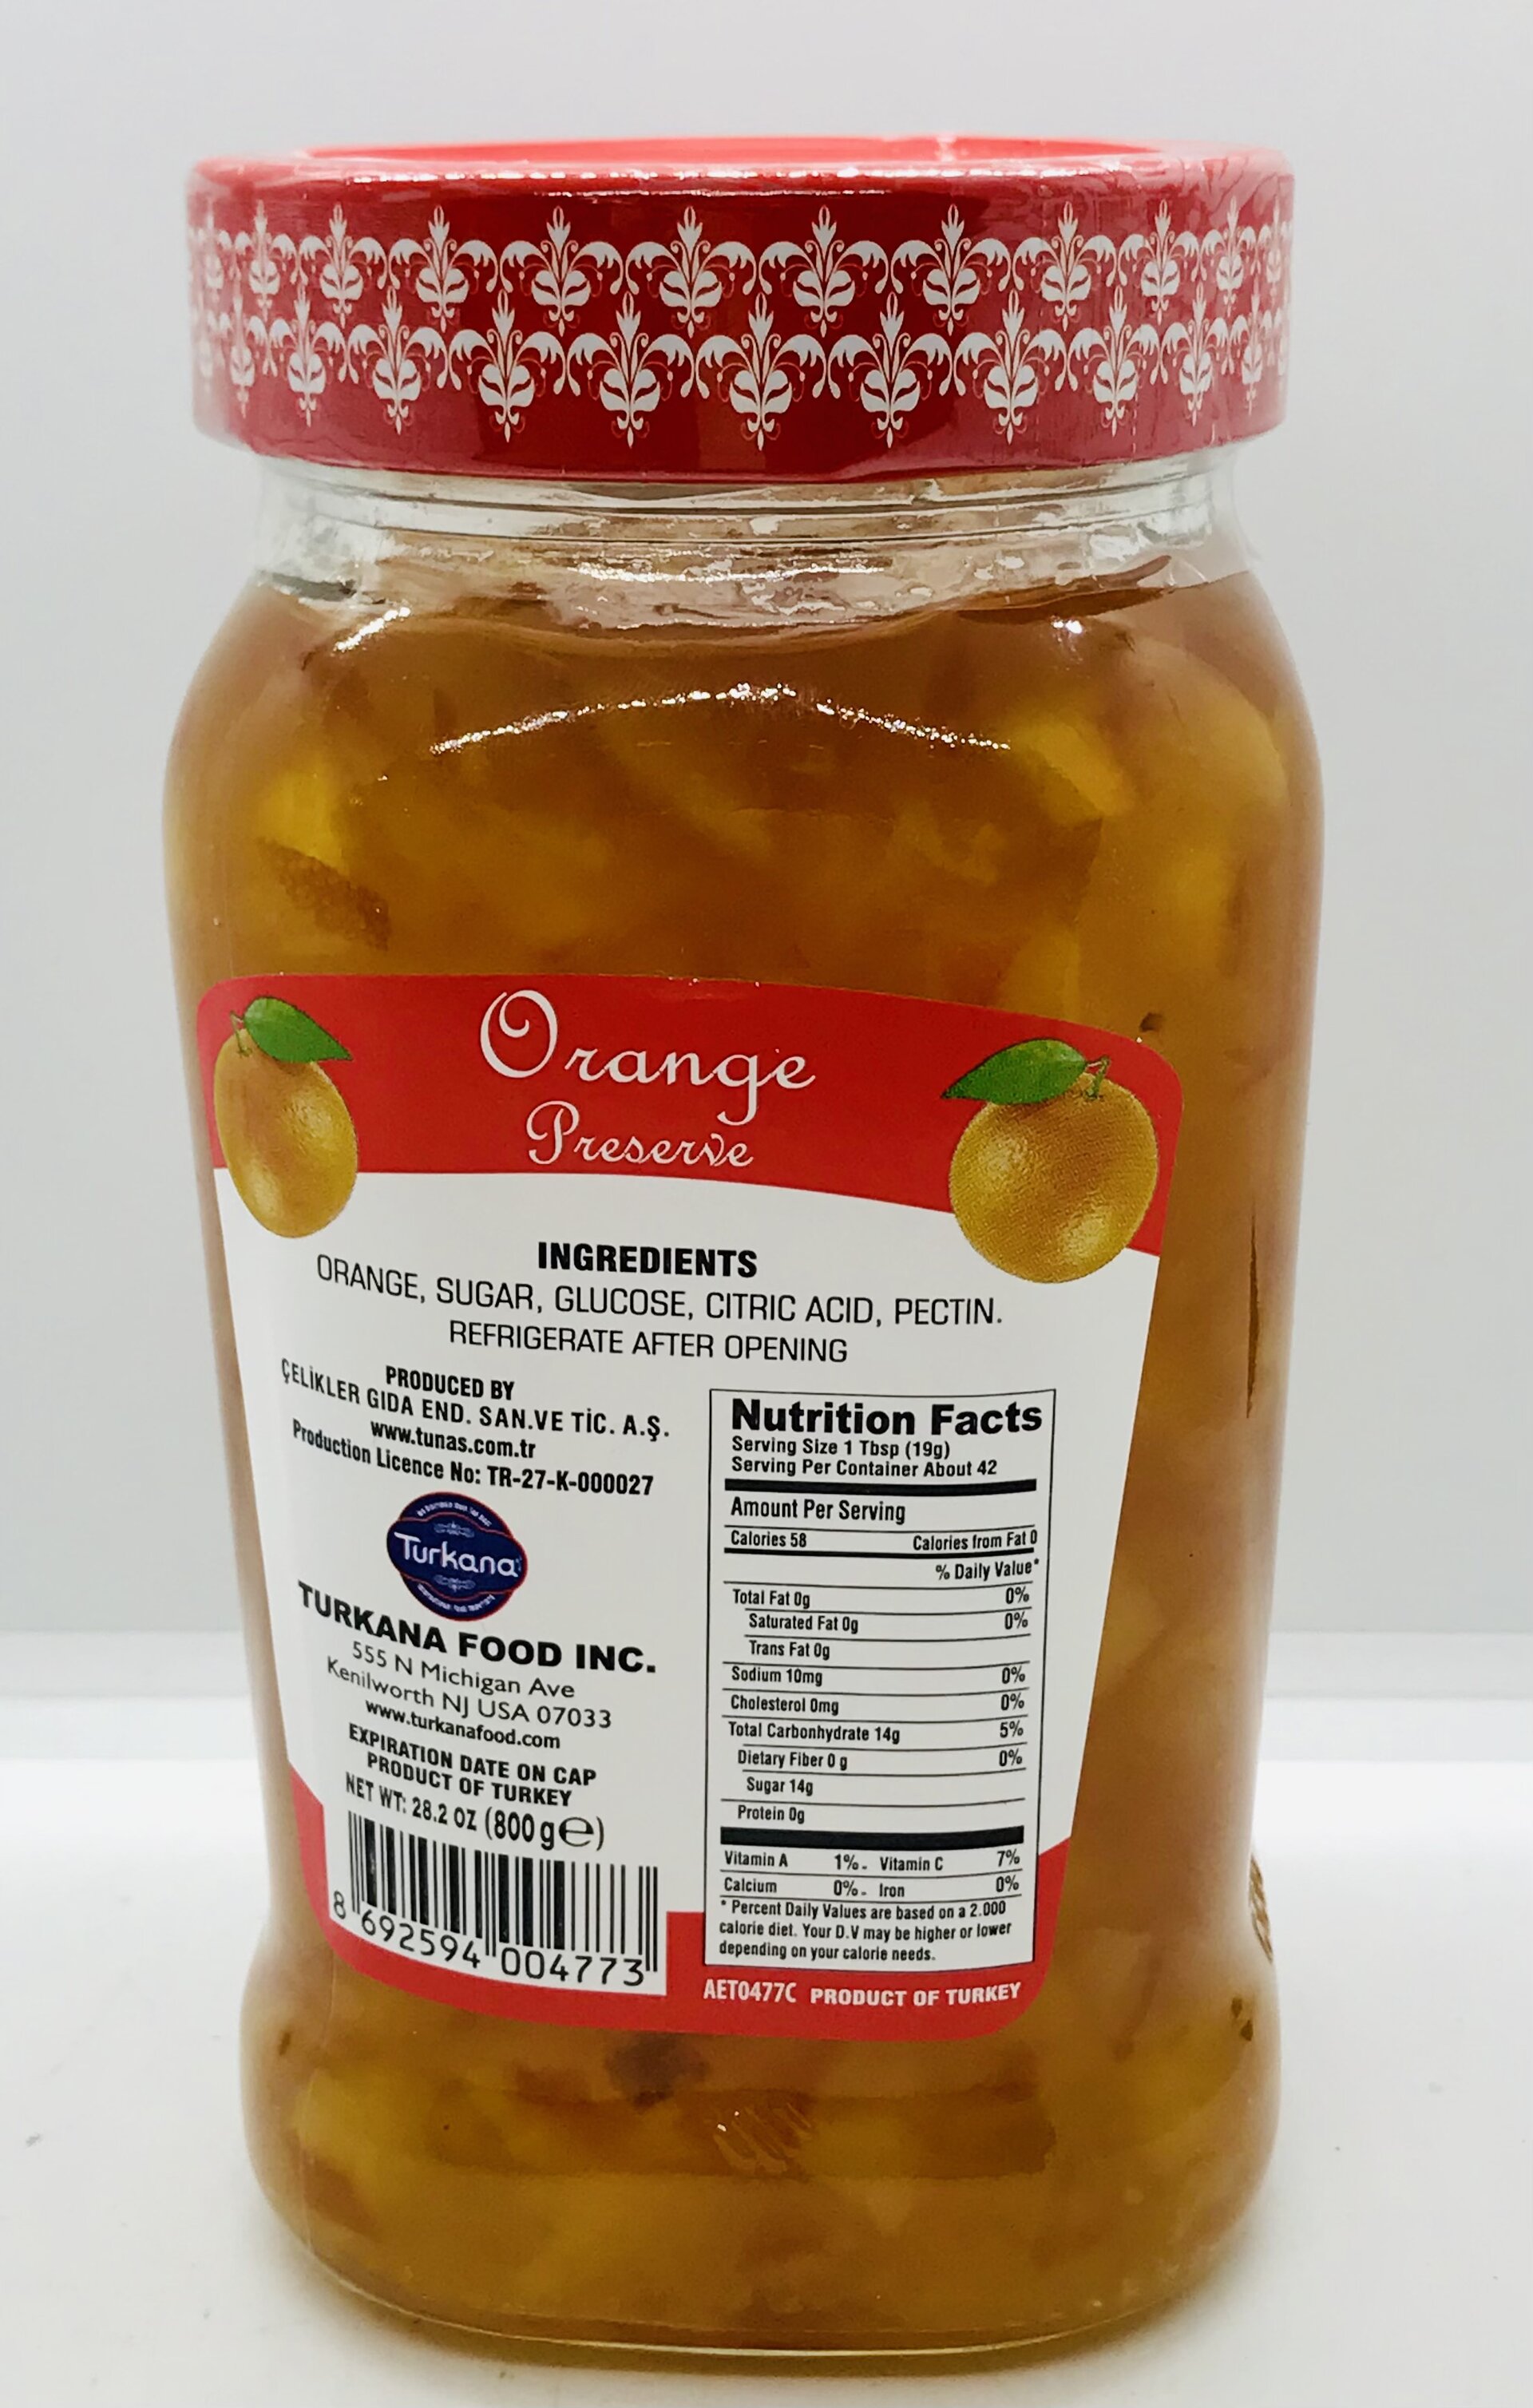 Orange
Preserve
INGREDIENTS
ORANGE, SUGAR, GLUCOSE, CITRIC ACID, PECTIN.
REFRIGERATE AFTER OPENING
PRODUCED BY
ÇELİKLER GIDA END. SAN.VE TİC. A.Ş.
www.tunas.com.tr
Production Licence No: TR-27-K-000027
Turkana
TURKANA FOOD INC.
555 N Michigan Ave
Kenilworth NJ USA 07033
www.turkanafood.com
EXPIRATION DATE ON CAP
PRODUCT OF TURKEY
NET WT: 28.2 OZ (800 g℮)
8 692594 004773
Nutrition Facts
Serving Size 1 Tbsp (19g)
Serving Per Container About 42
Amount Per Serving
Calories 58 Calories from Fat 0
% Daily Value*
Total Fat 0g 0%
Saturated Fat 0g 0%
Trans Fat 0g
Sodium 10mg 0%
Cholesterol 0mg 0%
Total Carbonhydrate 14g 5%
Dietary Fiber 0 g 0%
Sugar 14g
Protein 0g
Vitamin A 1% - Vitamin C 7%
Calcium 0% - Iron 0%
* Percent Daily Values are based on a 2.000
calorie diet. Your D.V may be higher or lower
depending on your calorie needs.
AET0477C PRODUCT OF TURKEY